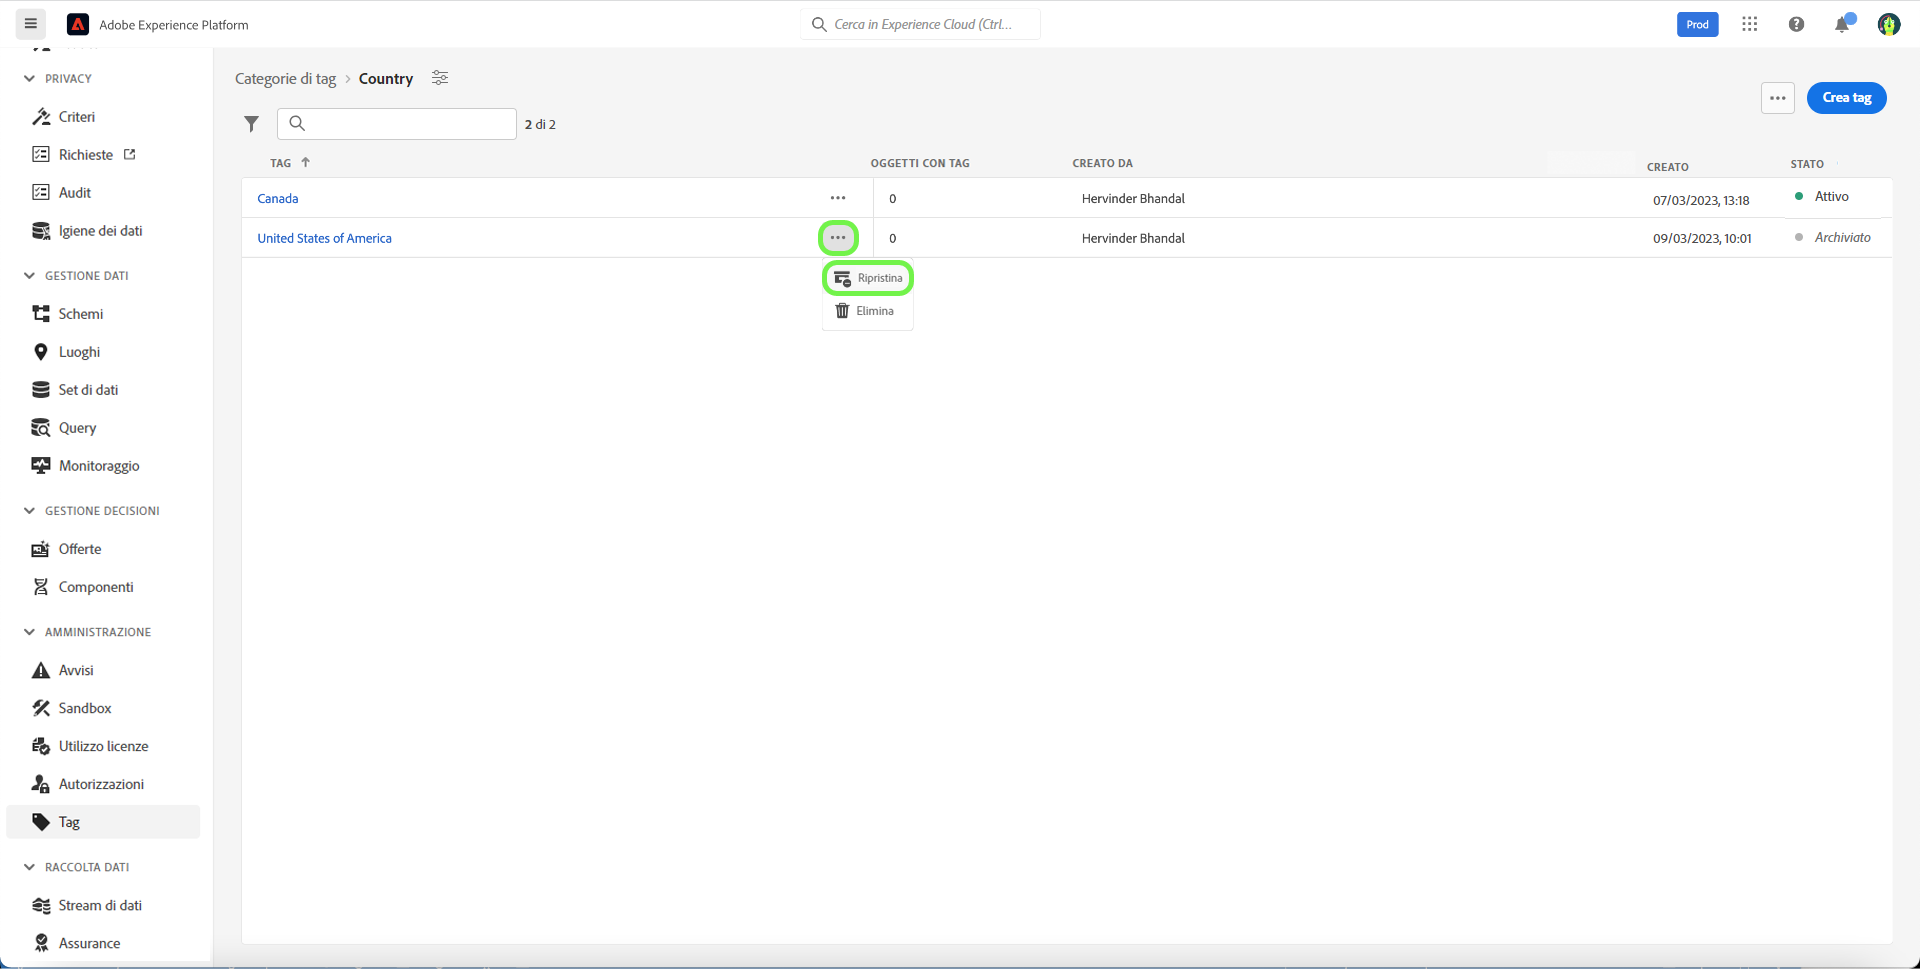 Adobe Experience Platform
Cerca in Experience Cloud (Ctrl...
Prod
PRIVACY
Criteri
Richieste
Audit
Igiene dei dati
GESTIONE DATI
Schemi
Luoghi
Set di dati
Query
Monitoraggio
GESTIONE DECISIONI
Offerte
Componenti
AMMINISTRAZIONE
Avvisi
Sandbox
Utilizzo licenze
Autorizzazioni
Tag
RACCOLTA DATI
Stream di dati
Assurance
Categorie di tag > Country
Crea tag
2 di 2
TAG OGGETTI CON TAG CREATO DA CREATO STATO
Canada 0 Hervinder Bhandal 07/03/2023, 13:18 Attivo
United States of America 0 Hervinder Bhandal 09/03/2023, 10:01 Archiviato
Ripristina
Elimina